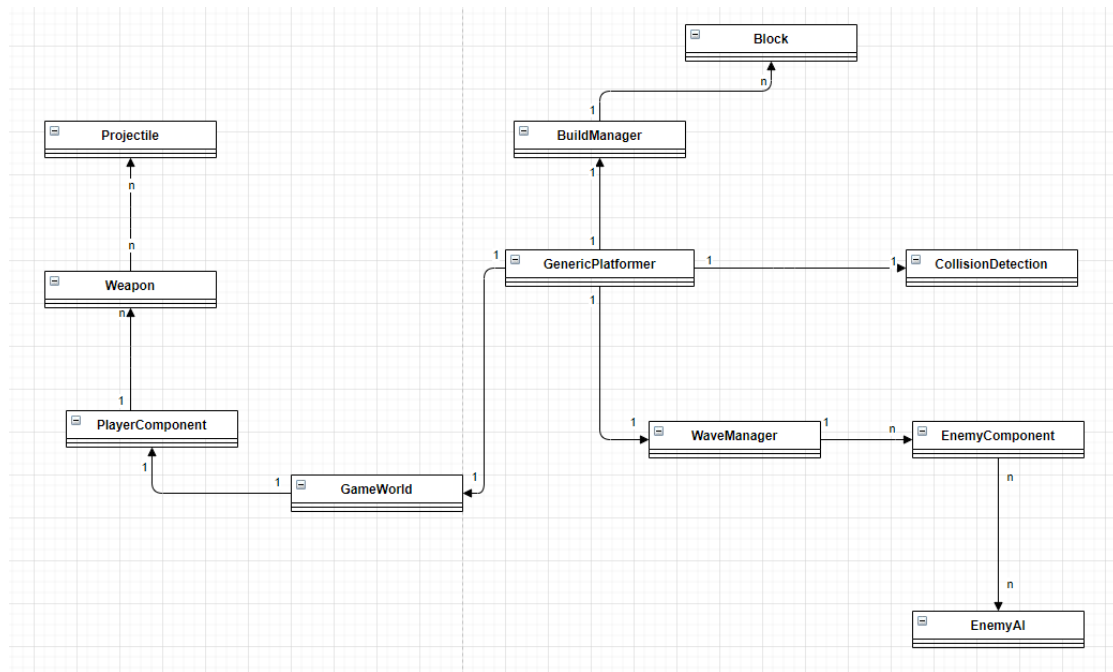 Block
n
1
Projectile
BuildManager
1
n
n
1
1
GenericPlatformer
1
1
CollisionDetection
Weapon
1
n
1
PlayerComponent
1
WaveManager
1
n
EnemyComponent
1
1
1
GameWorld
n
n
EnemyAI